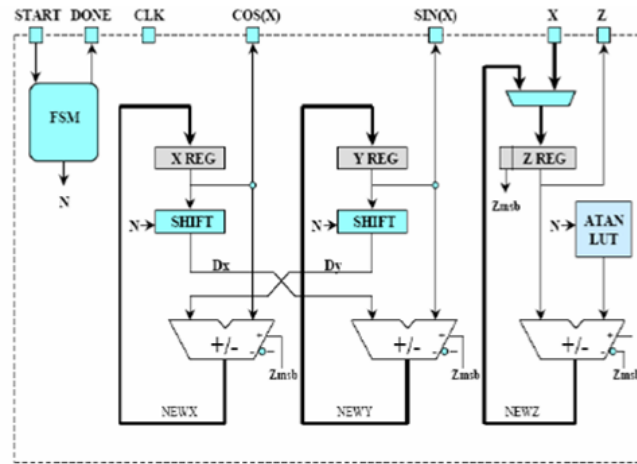 START DONE CLK COS(X) SIN(X) X Z
FSM
X REG Y REG Z REG
N
Zmsb
N SHIFT N SHIFT N ATAN
LUT
Dx Dy
+/- + - +/- + - +/- + -
Zmsb Zmsb Zmsb
NEWX NEWY NEWZ